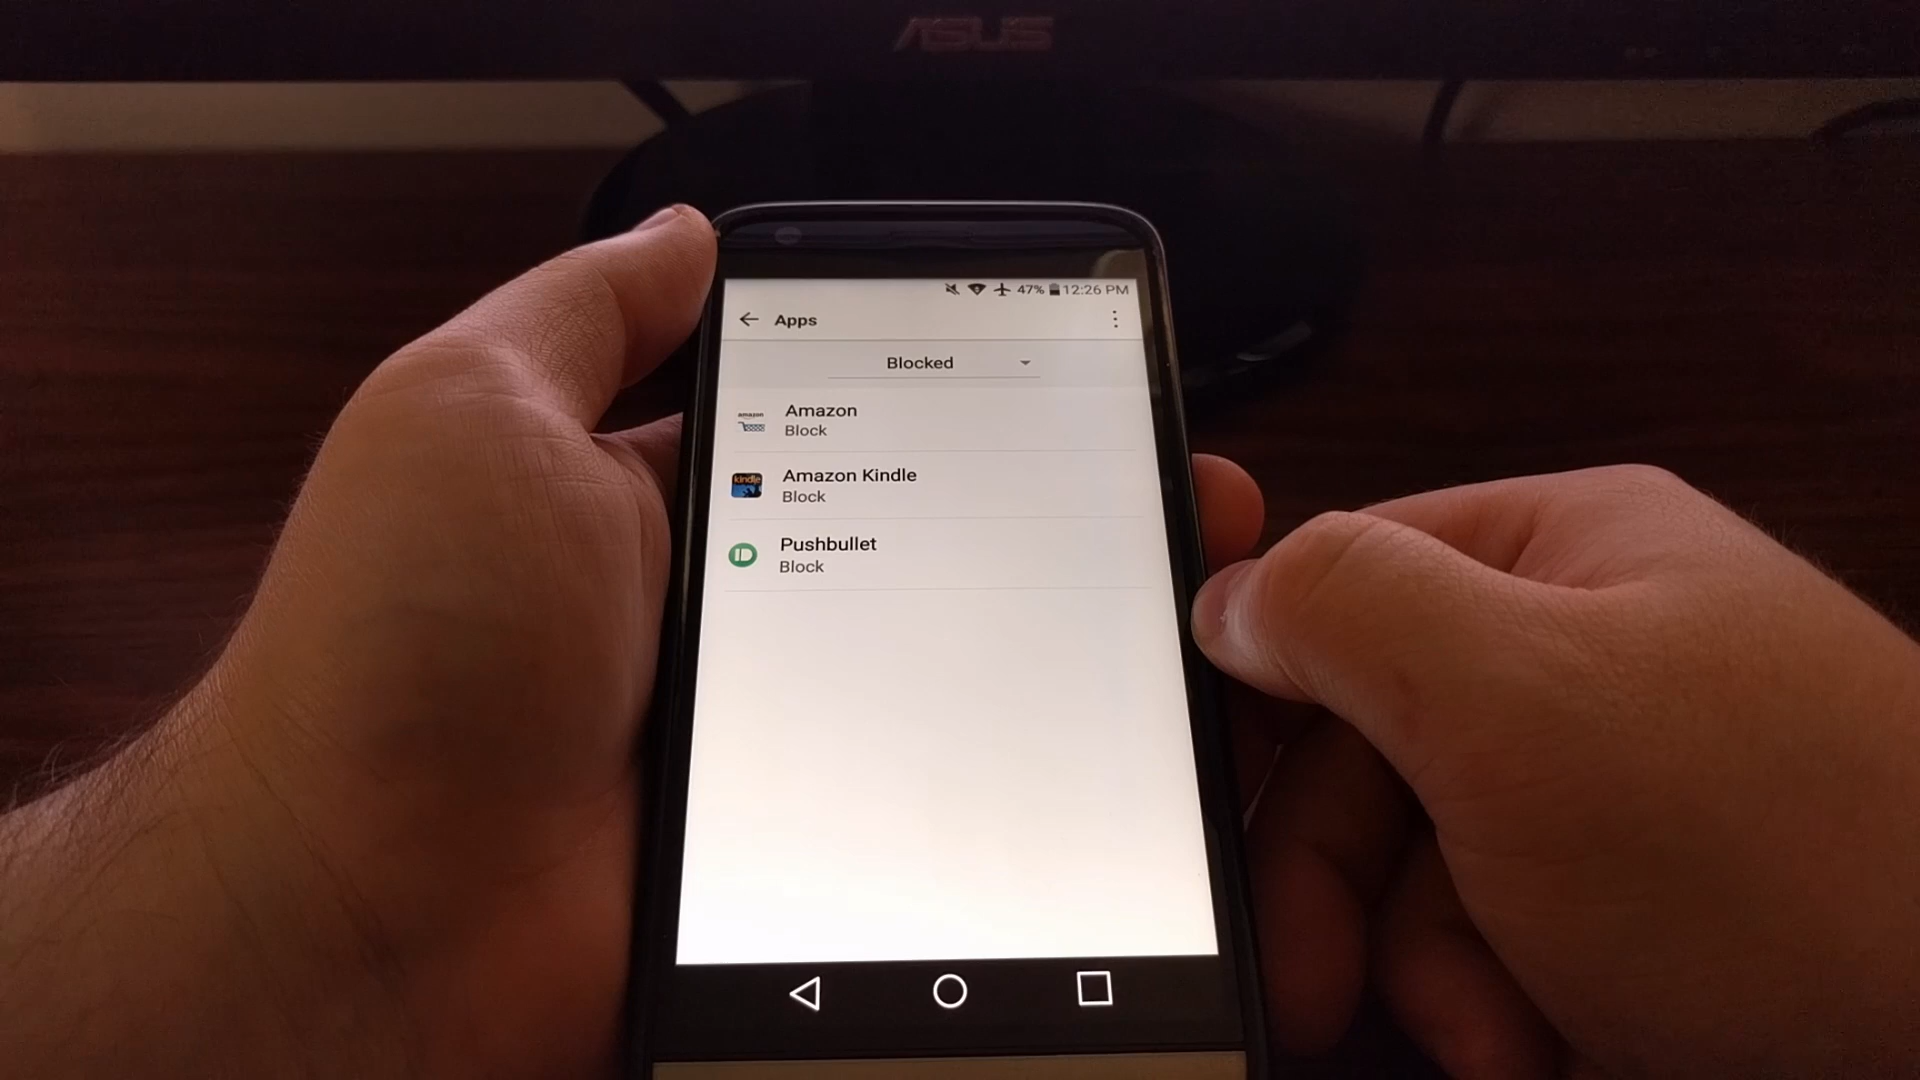 ASUS
47% 12:26 PM
Apps
Blocked
amazon
Amazon
Block
kindle
Amazon Kindle
Block
Pushbullet
Block